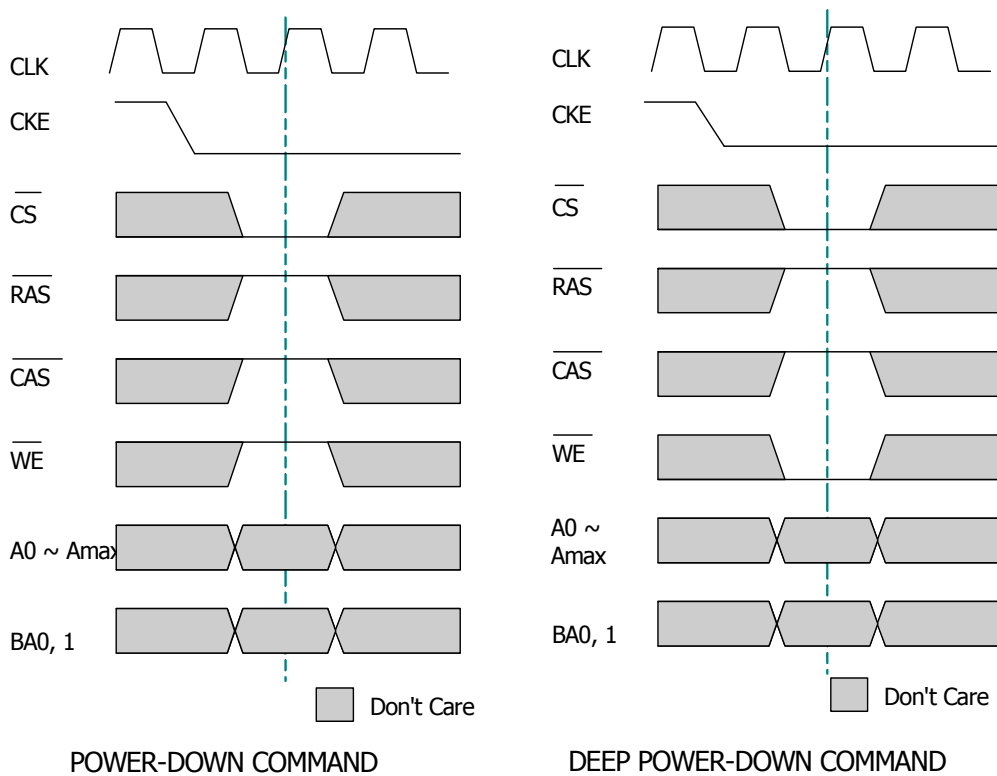 CLK
CKE
CS
RAS
CAS
WE
A0 ~ Amax
BA0, 1
Don't Care
POWER-DOWN COMMAND
CLK
CKE
CS
RAS
CAS
WE
A0 ~
Amax
BA0, 1
Don't Care
DEEP POWER-DOWN COMMAND